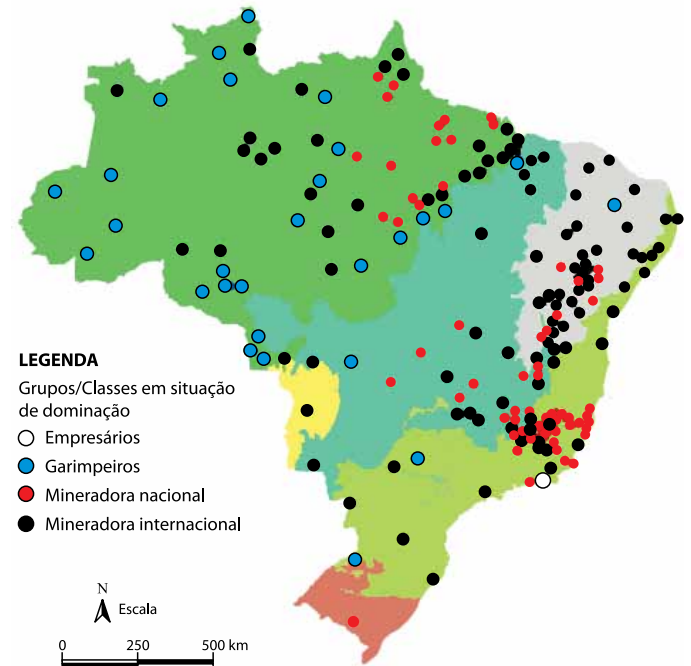 LEGENDA
Grupos/Classes em situação
de dominação
Empresários
Garimpeiros
Mineradora nacional
Mineradora internacional
N
Escala
0 250 500 km